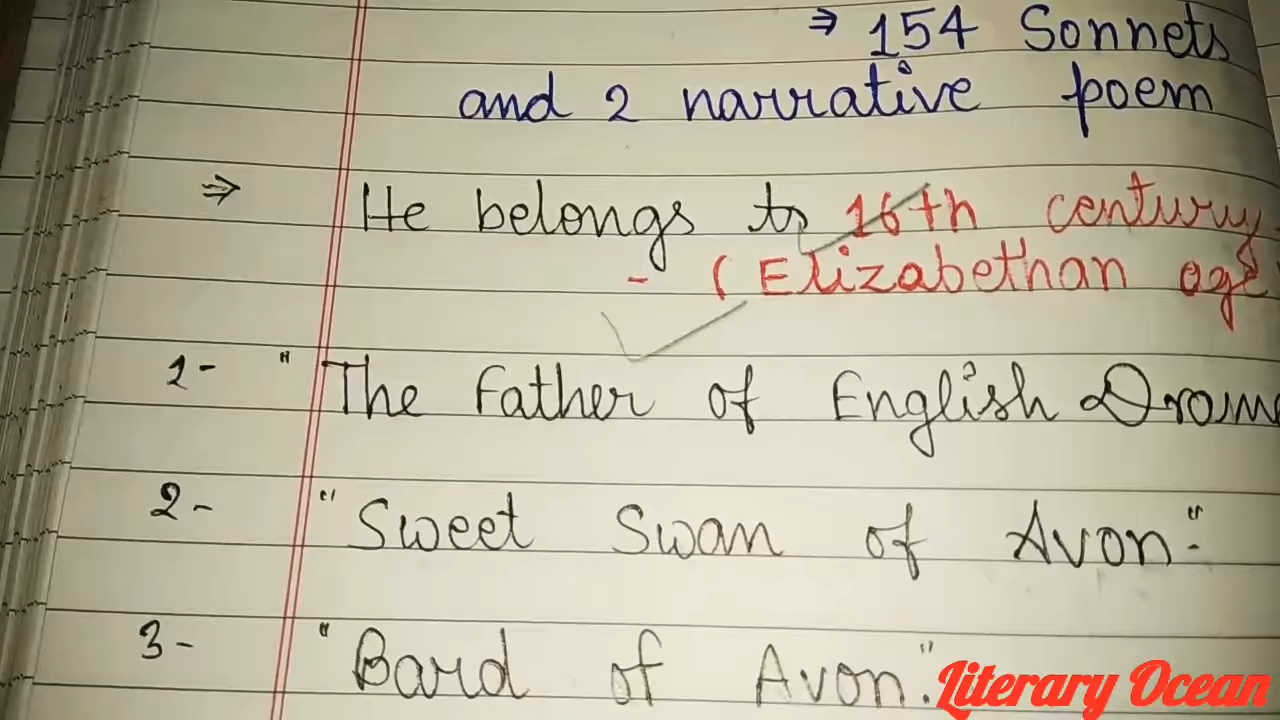 ⇒ 154 Sonnets
and 2 narrative poem
⇒ He belongs to 16th century
- (Elizabethan age
1- " The Father of English Drama
2- "Sweet Swan of Avon."
3- "Bard of Avon."
Literary Ocean